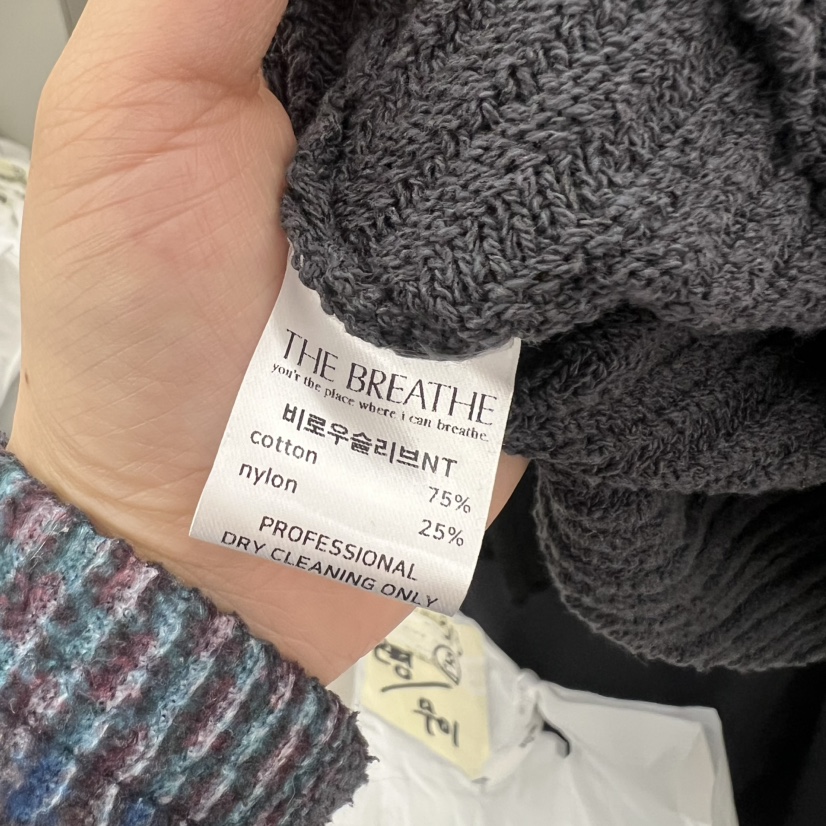 THE BREATHE
you'r the place where i can breathe.
비로우슬리브NT
cotton 75%
nylon 25%
PROFESSIONAL
DRY CLEANING ONLY